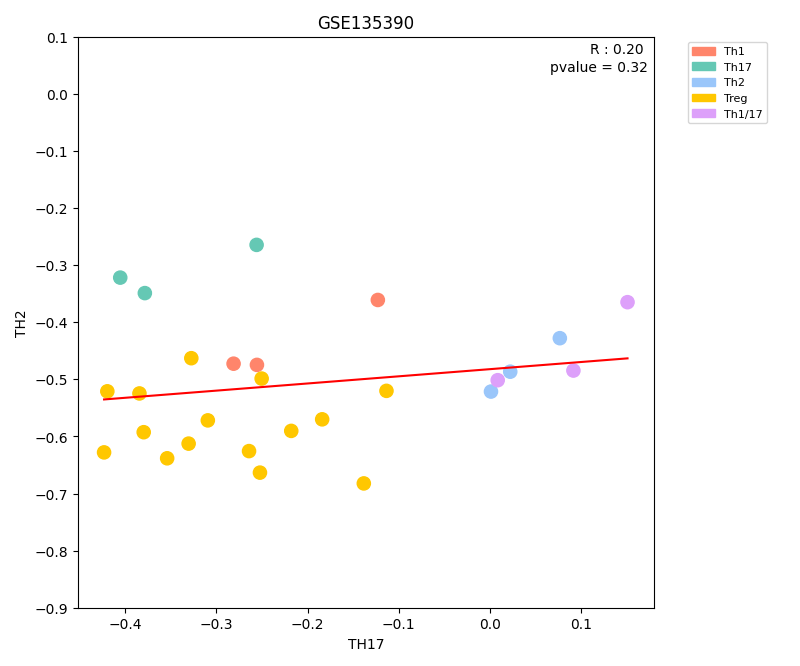 GSE135390
R : 0.20
pvalue = 0.32
Th1
Th17
Th2
Treg
Th1/17
0.1
0.0
−0.1
−0.2
−0.3
−0.4
−0.5
−0.6
−0.7
−0.8
−0.9
TH2
−0.4 −0.3 −0.2 −0.1 0.0 0.1
TH17